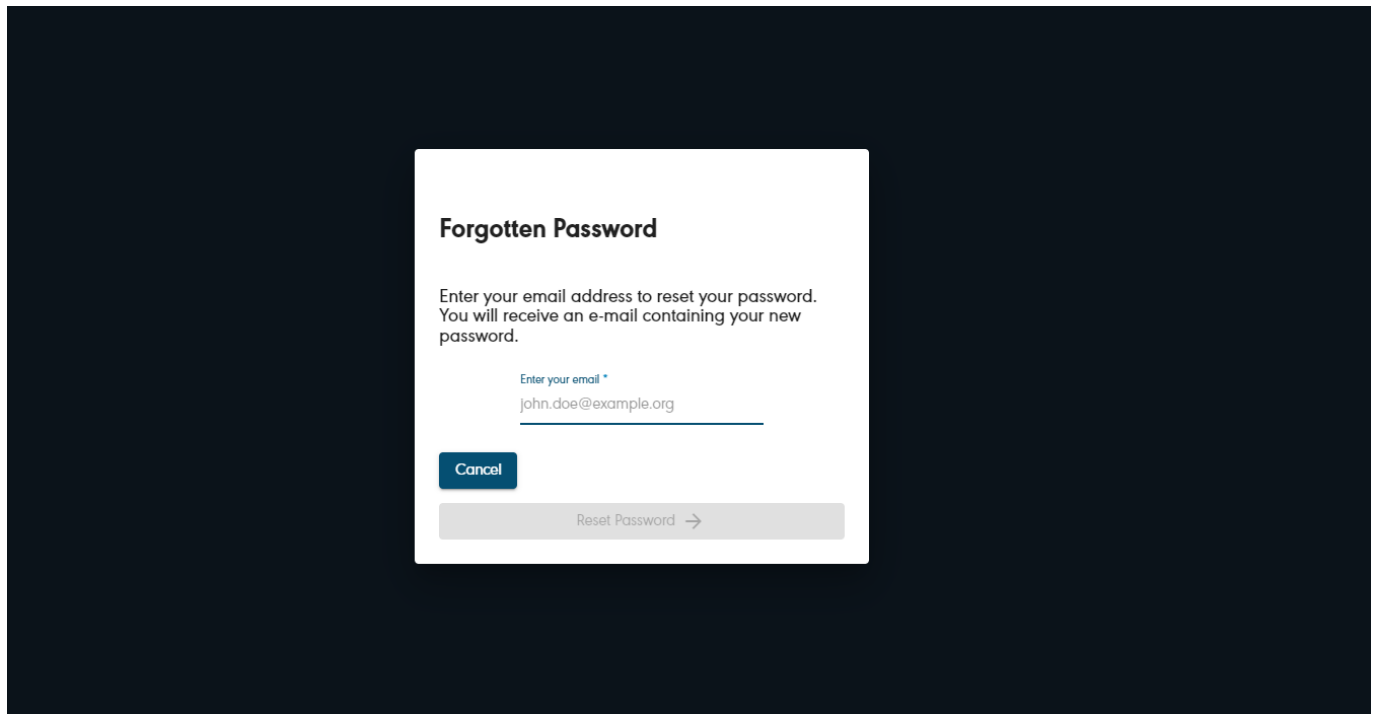 Forgotten Password
Enter your email address to reset your password.
You will receive an e-mail containing your new
password.
Enter your email *
john.doe@example.org
Cancel
Reset Password →